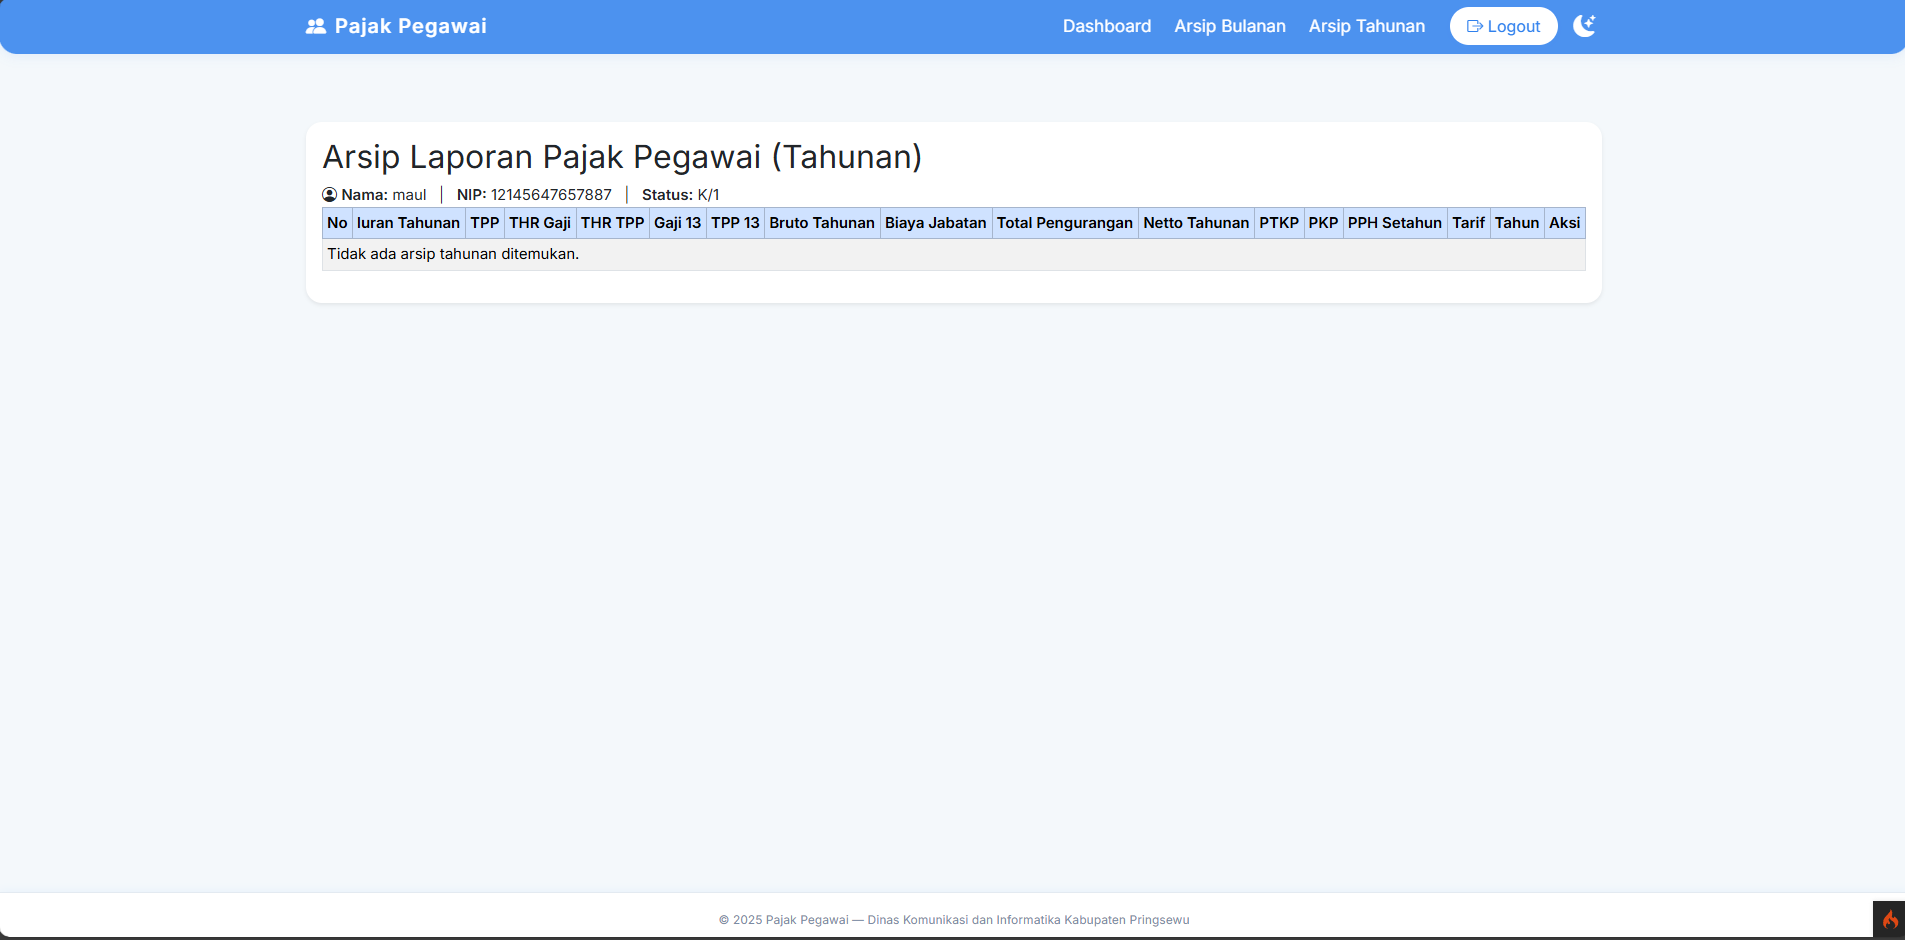 Pajak Pegawai Dashboard Arsip Bulanan Arsip Tahunan Logout
Arsip Laporan Pajak Pegawai (Tahunan)
Nama: maul | NIP: 12145647657887 | Status: K/1
No Iuran Tahunan TPP THR Gaji THR TPP Gaji 13 TPP 13 Bruto Tahunan Biaya Jabatan Total Pengurangan Netto Tahunan PTKP PKP PPH Setahun Tarif Tahun Aksi
Tidak ada arsip tahunan ditemukan.
© 2025 Pajak Pegawai — Dinas Komunikasi dan Informatika Kabupaten Pringsewu